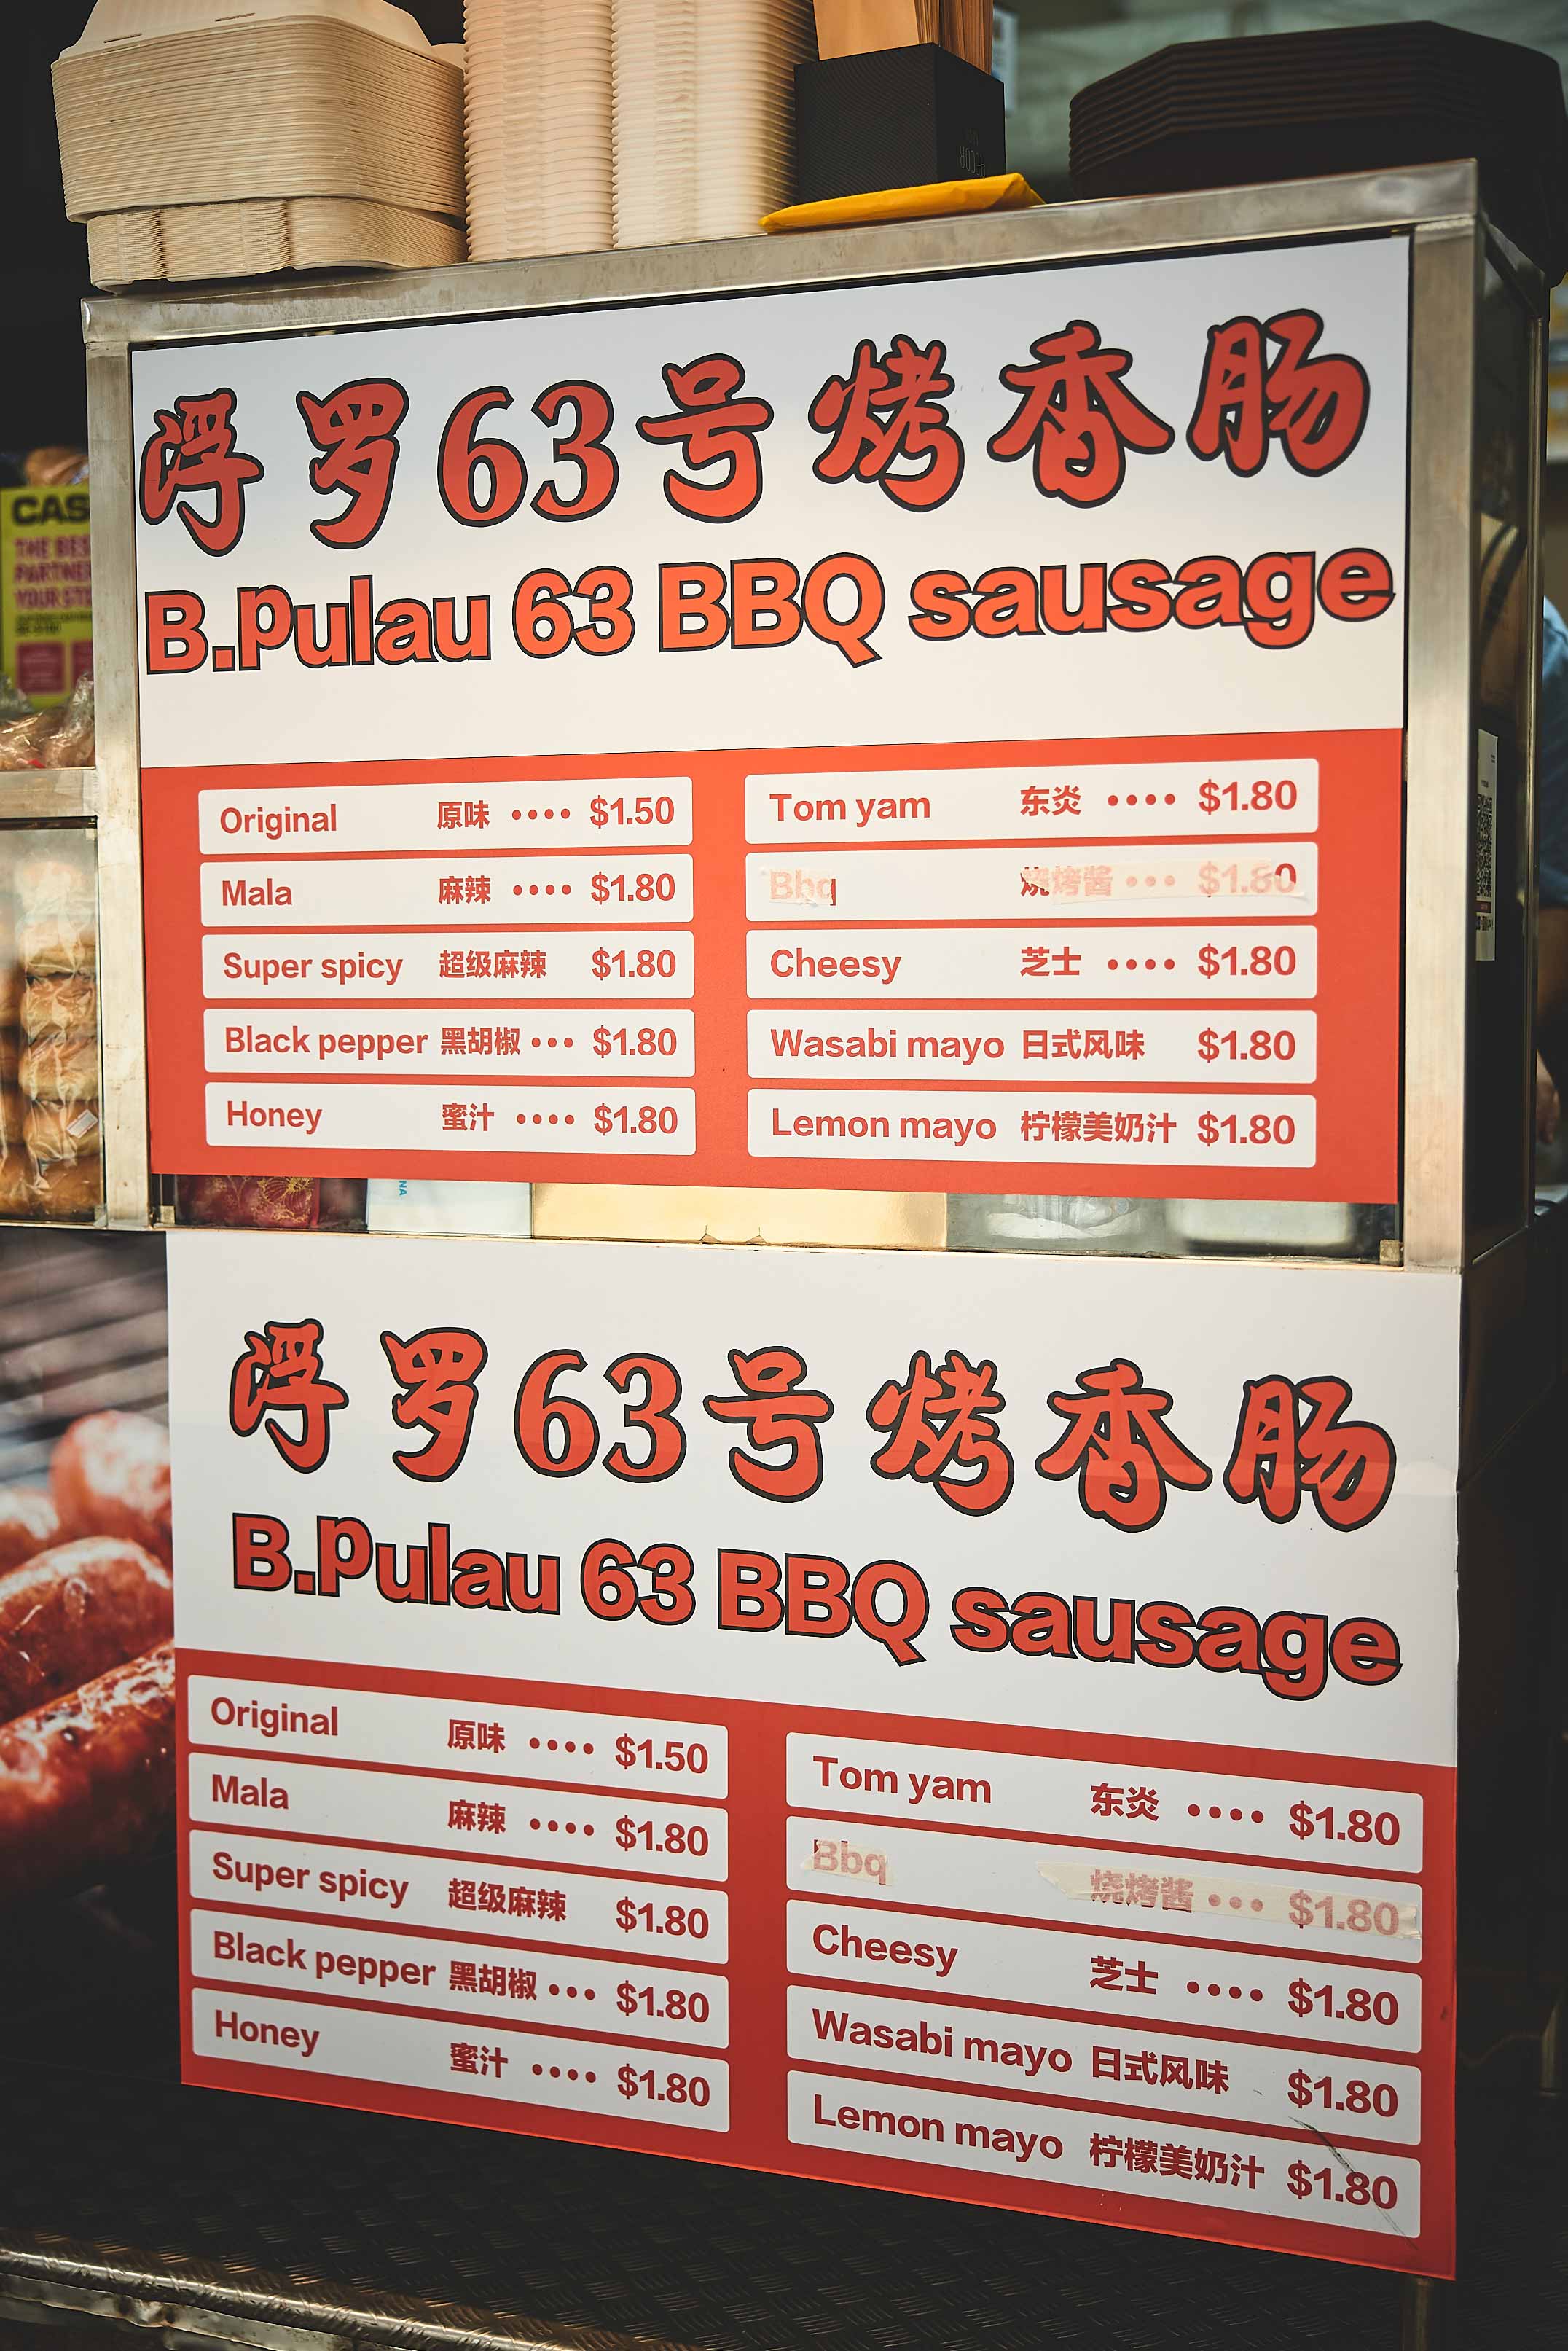 浮罗63号烤香肠
B.Pulau 63 BBQ sausage
CAS
THE BES
PARTNE
YOUR STO
Original 原味 •••• $1.50
Mala 麻辣 •••• $1.80
Super spicy 超级麻辣 $1.80
Black pepper 黑胡椒 ••• $1.80
Honey 蜜汁 •••• $1.80
Tom yam 东炎 •••• $1.80
Bbq 烧烤酱 ••• $1.80
Cheesy 芝士 •••• $1.80
Wasabi mayo 日式风味 $1.80
Lemon mayo 柠檬美奶汁 $1.80
NA
浮罗63号烤香肠
B.Pulau 63 BBQ sausage
Original 原味 •••• $1.50
Mala 麻辣 •••• $1.80
Super spicy 超级麻辣 $1.80
Black pepper 黑胡椒 ••• $1.80
Honey 蜜汁 •••• $1.80
Tom yam 东炎 •••• $1.80
Bbq 烧烤酱 ••• $1.80
Cheesy 芝士 •••• $1.80
Wasabi mayo 日式风味 $1.80
Lemon mayo 柠檬美奶汁 $1.80